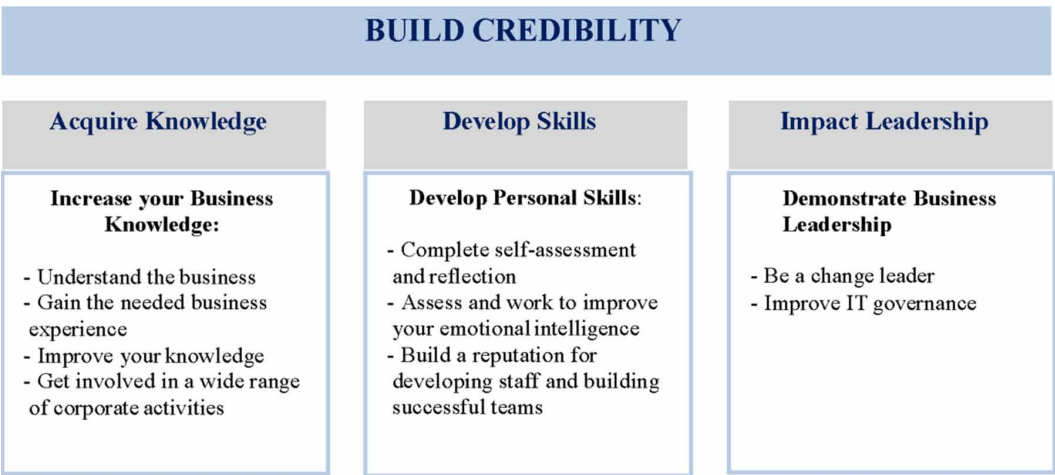 BUILD CREDIBILITY
Acquire Knowledge
Increase your Business
Knowledge:
- Understand the business
- Gain the needed business
experience
- Improve your knowledge
- Get involved in a wide range
of corporate activities
Develop Skills
Develop Personal Skills:
- Complete self-assessment
and reflection
- Assess and work to improve
your emotional intelligence
- Build a reputation for
developing staff and building
successful teams
Impact Leadership
Demonstrate Business
Leadership
- Be a change leader
- Improve IT governance